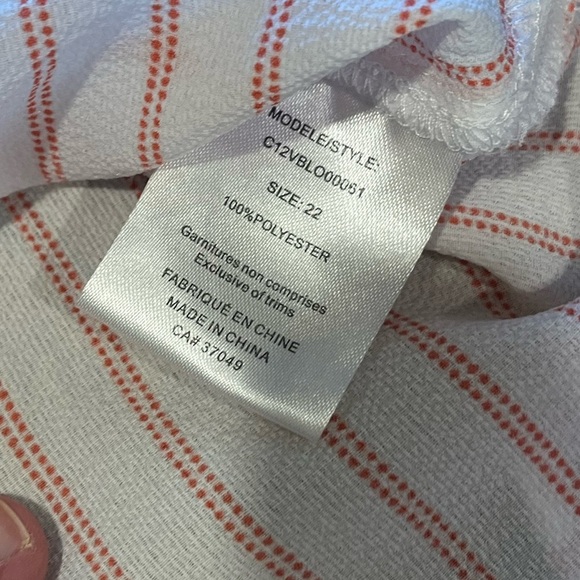 MODELE/STYLE:
C12VBLO00061
SIZE: 22
100%POLYESTER
Garnitures non comprises
Exclusive of trims
FABRIQUÉ EN CHINE
MADE IN CHINA
CA# 37049